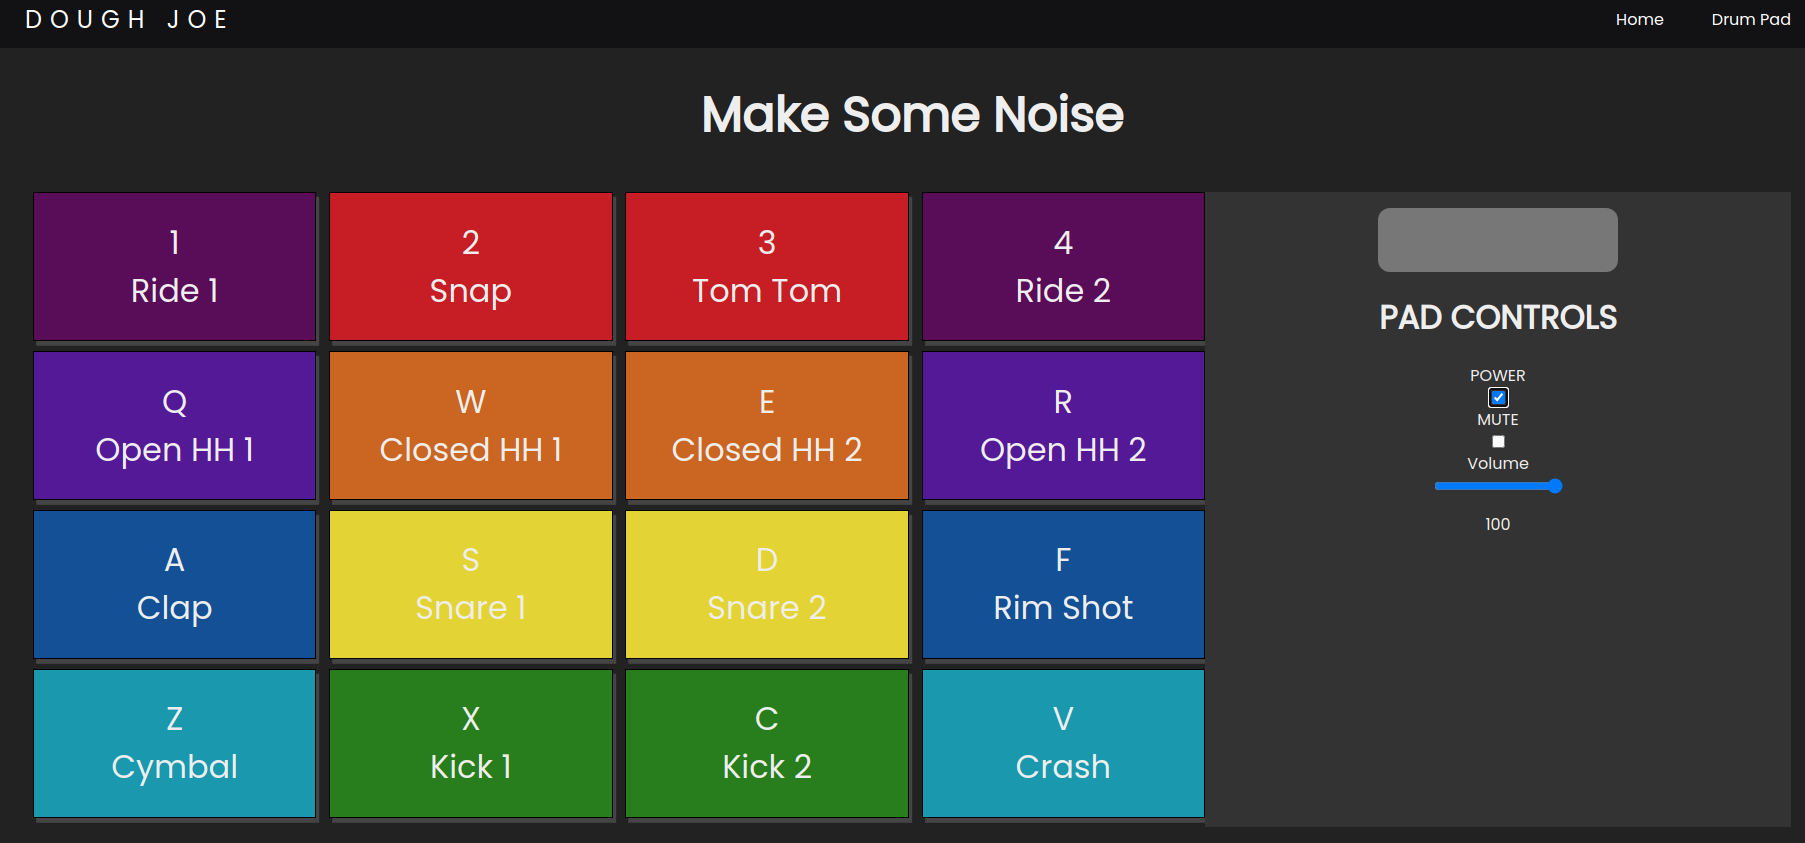 DOUGH JOE
Home
Drum Pad
Make Some Noise
1
Ride 1
2
Snap
3
Tom Tom
4
Ride 2
Q
Open HH 1
W
Closed HH 1
E
Closed HH 2
R
Open HH 2
A
Clap
S
Snare 1
D
Snare 2
F
Rim Shot
Z
Cymbal
X
Kick 1
C
Kick 2
V
Crash
PAD CONTROLS
POWER
MUTE
Volume
100